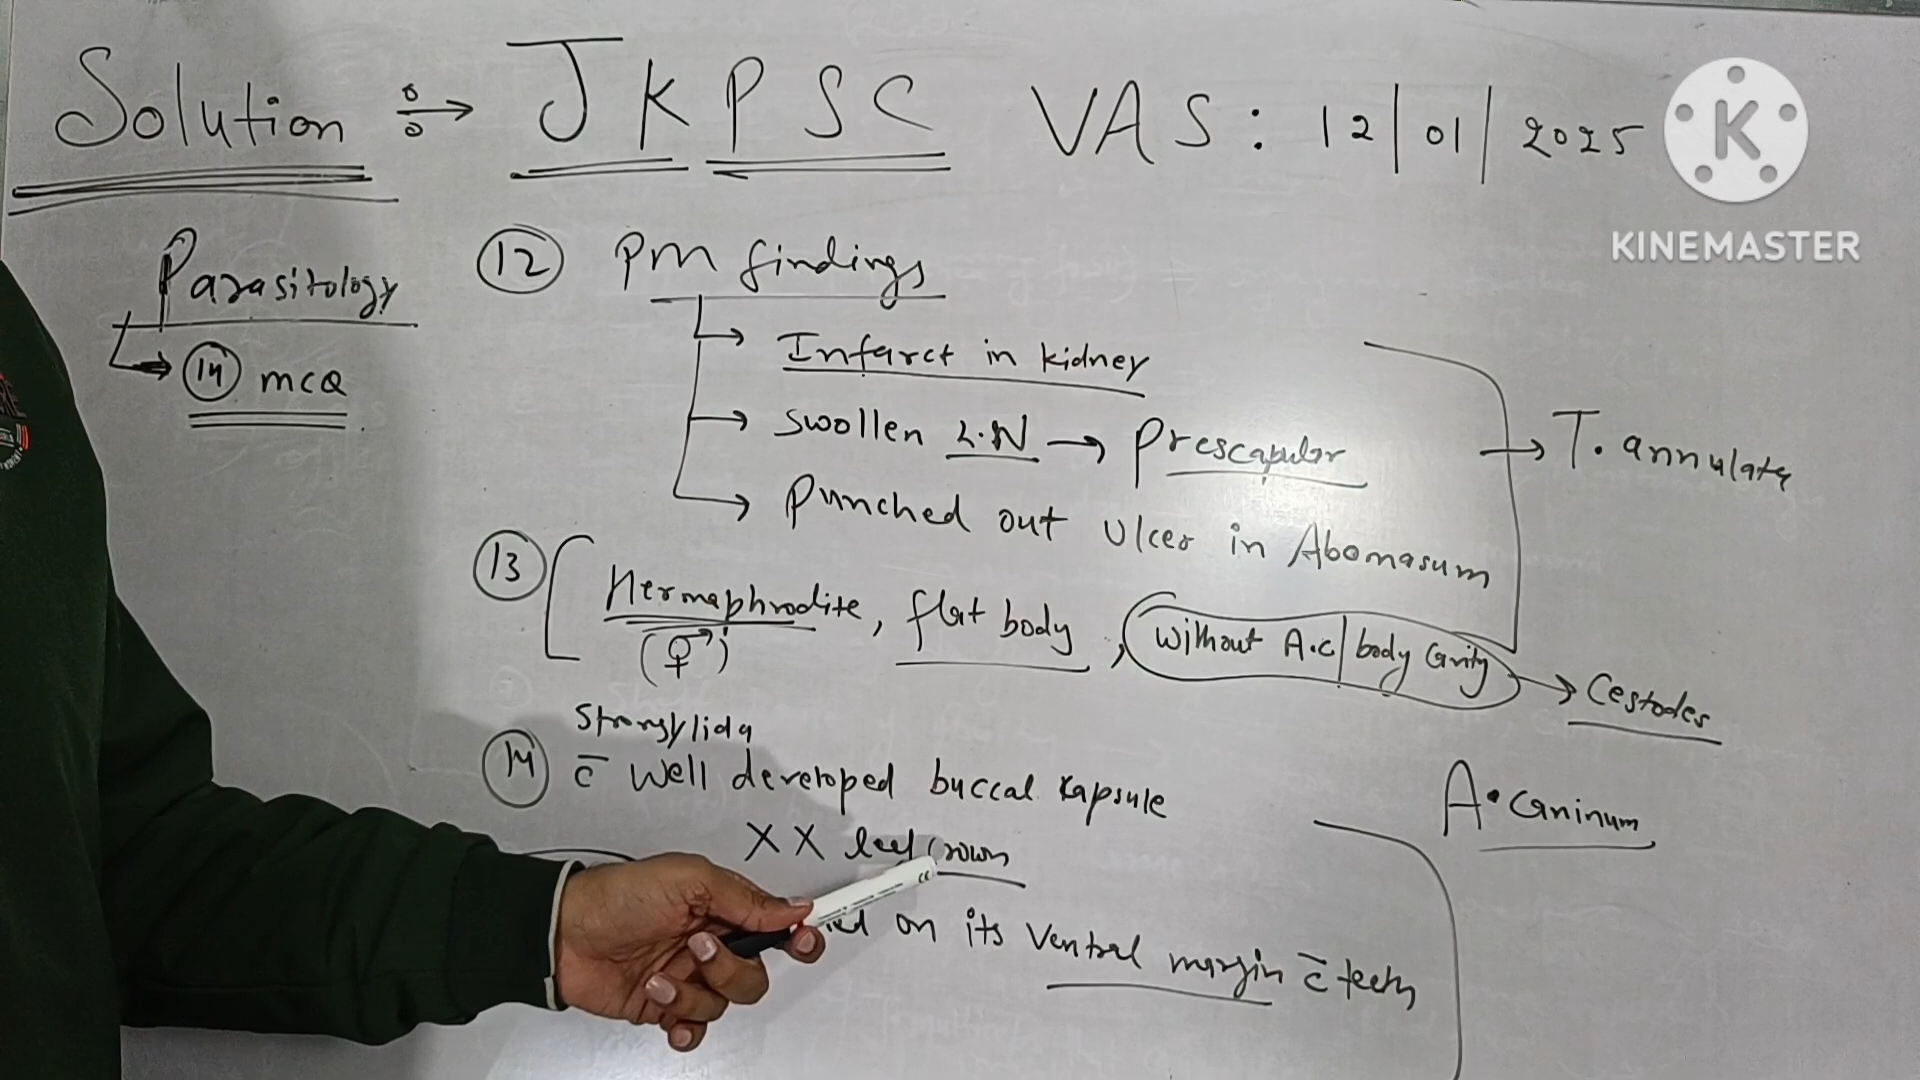 Solution ÷→ JKPSC VAS: 12/01/2025
KINEMASTER
Parasitology
14 MCQ
12 PM findings
Infarct in kidney
Swollen L.N → Prescapular
Punched out Ulcer in Abomasum
→ T. annulata
13 Hermaphrodite, flat body, without A.C/body Cavity → Cestodes
(⚥)
Strongylida
14 c̄ Well developed buccal kapsule
XX leaf crown
on its Ventral margin c̄ teeth
A. Caninum